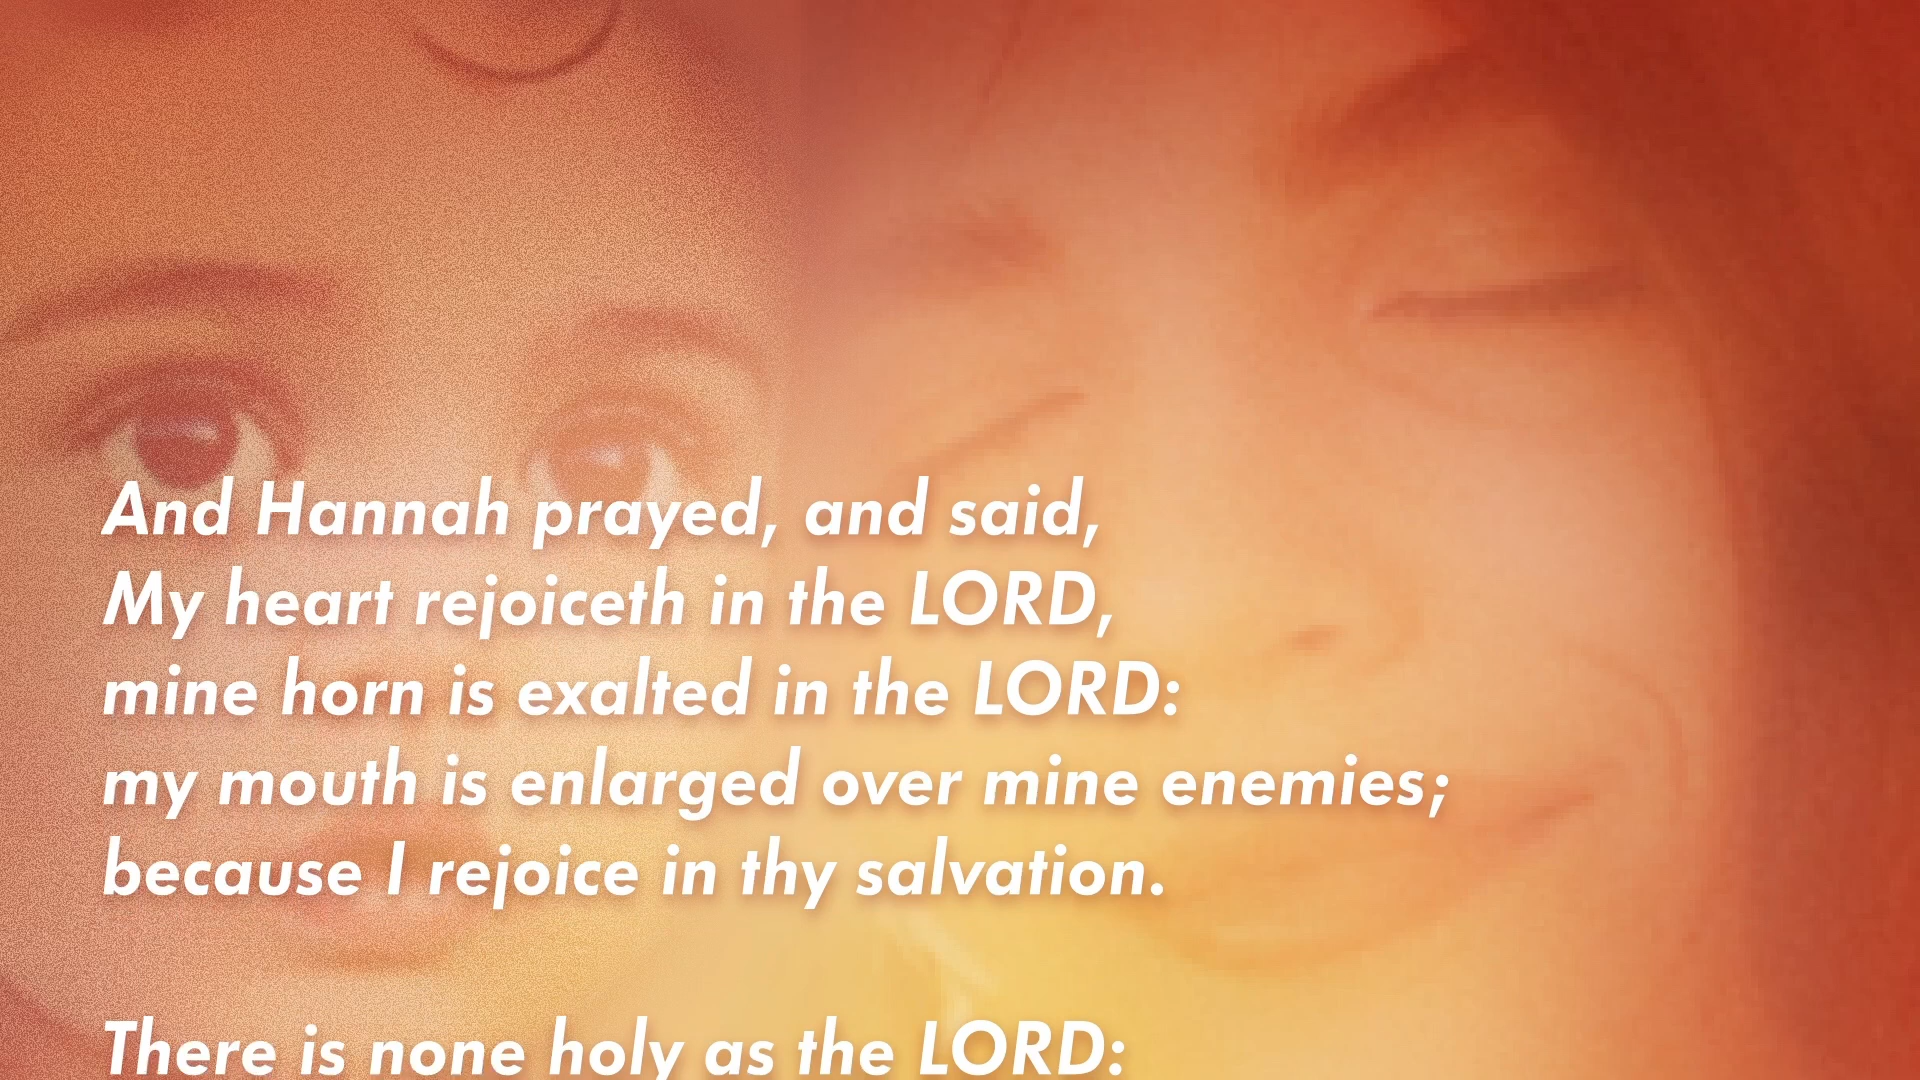 And Hannah prayed, and said,
My heart rejoiceth in the LORD,
mine horn is exalted in the LORD:
my mouth is enlarged over mine enemies;
because I rejoice in thy salvation.
There is none holy as the LORD: